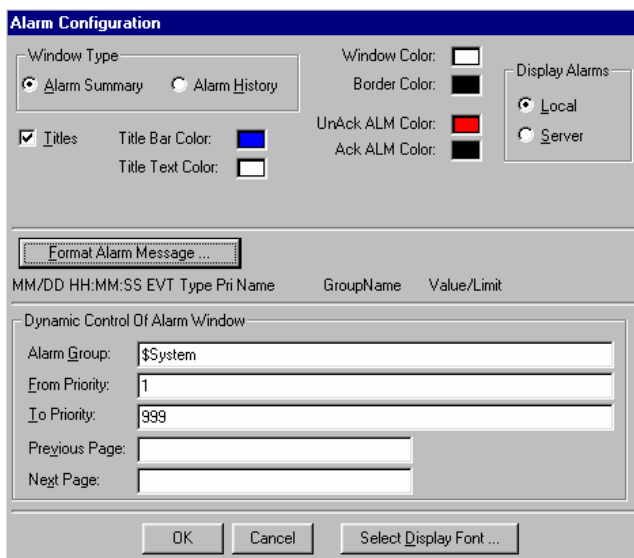 Alarm Configuration
Window Type
Alarm Summary Alarm History
Window Color:
Border Color:
UnAck ALM Color:
Ack ALM Color:
Display Alarms
Local
Server
Titles Title Bar Color:
Title Text Color:
Format Alarm Message ...
MM/DD HH:MM:SS EVT Type Pri Name GroupName Value/Limit
Dynamic Control Of Alarm Window
Alarm Group: $System
From Priority: 1
To Priority: 999
Previous Page:
Next Page:
OK Cancel Select Display Font ...